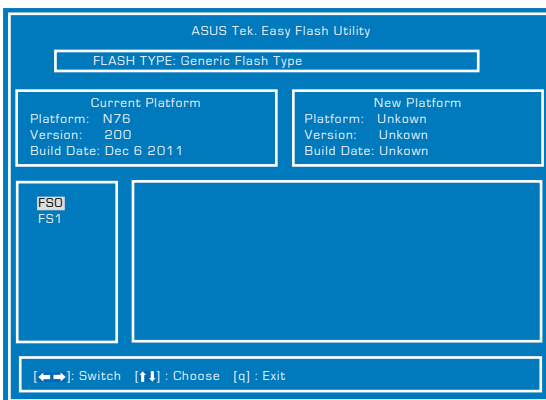 ASUS Tek. Easy Flash Utility
FLASH TYPE: Generic Flash Type
Current Platform
Platform: N76
Version: 200
Build Date: Dec 6 2011
New Platform
Platform: Unkown
Version: Unkown
Build Date: Unkown
FS0
FS1
[←→]: Switch [↑↓] : Choose [q] : Exit